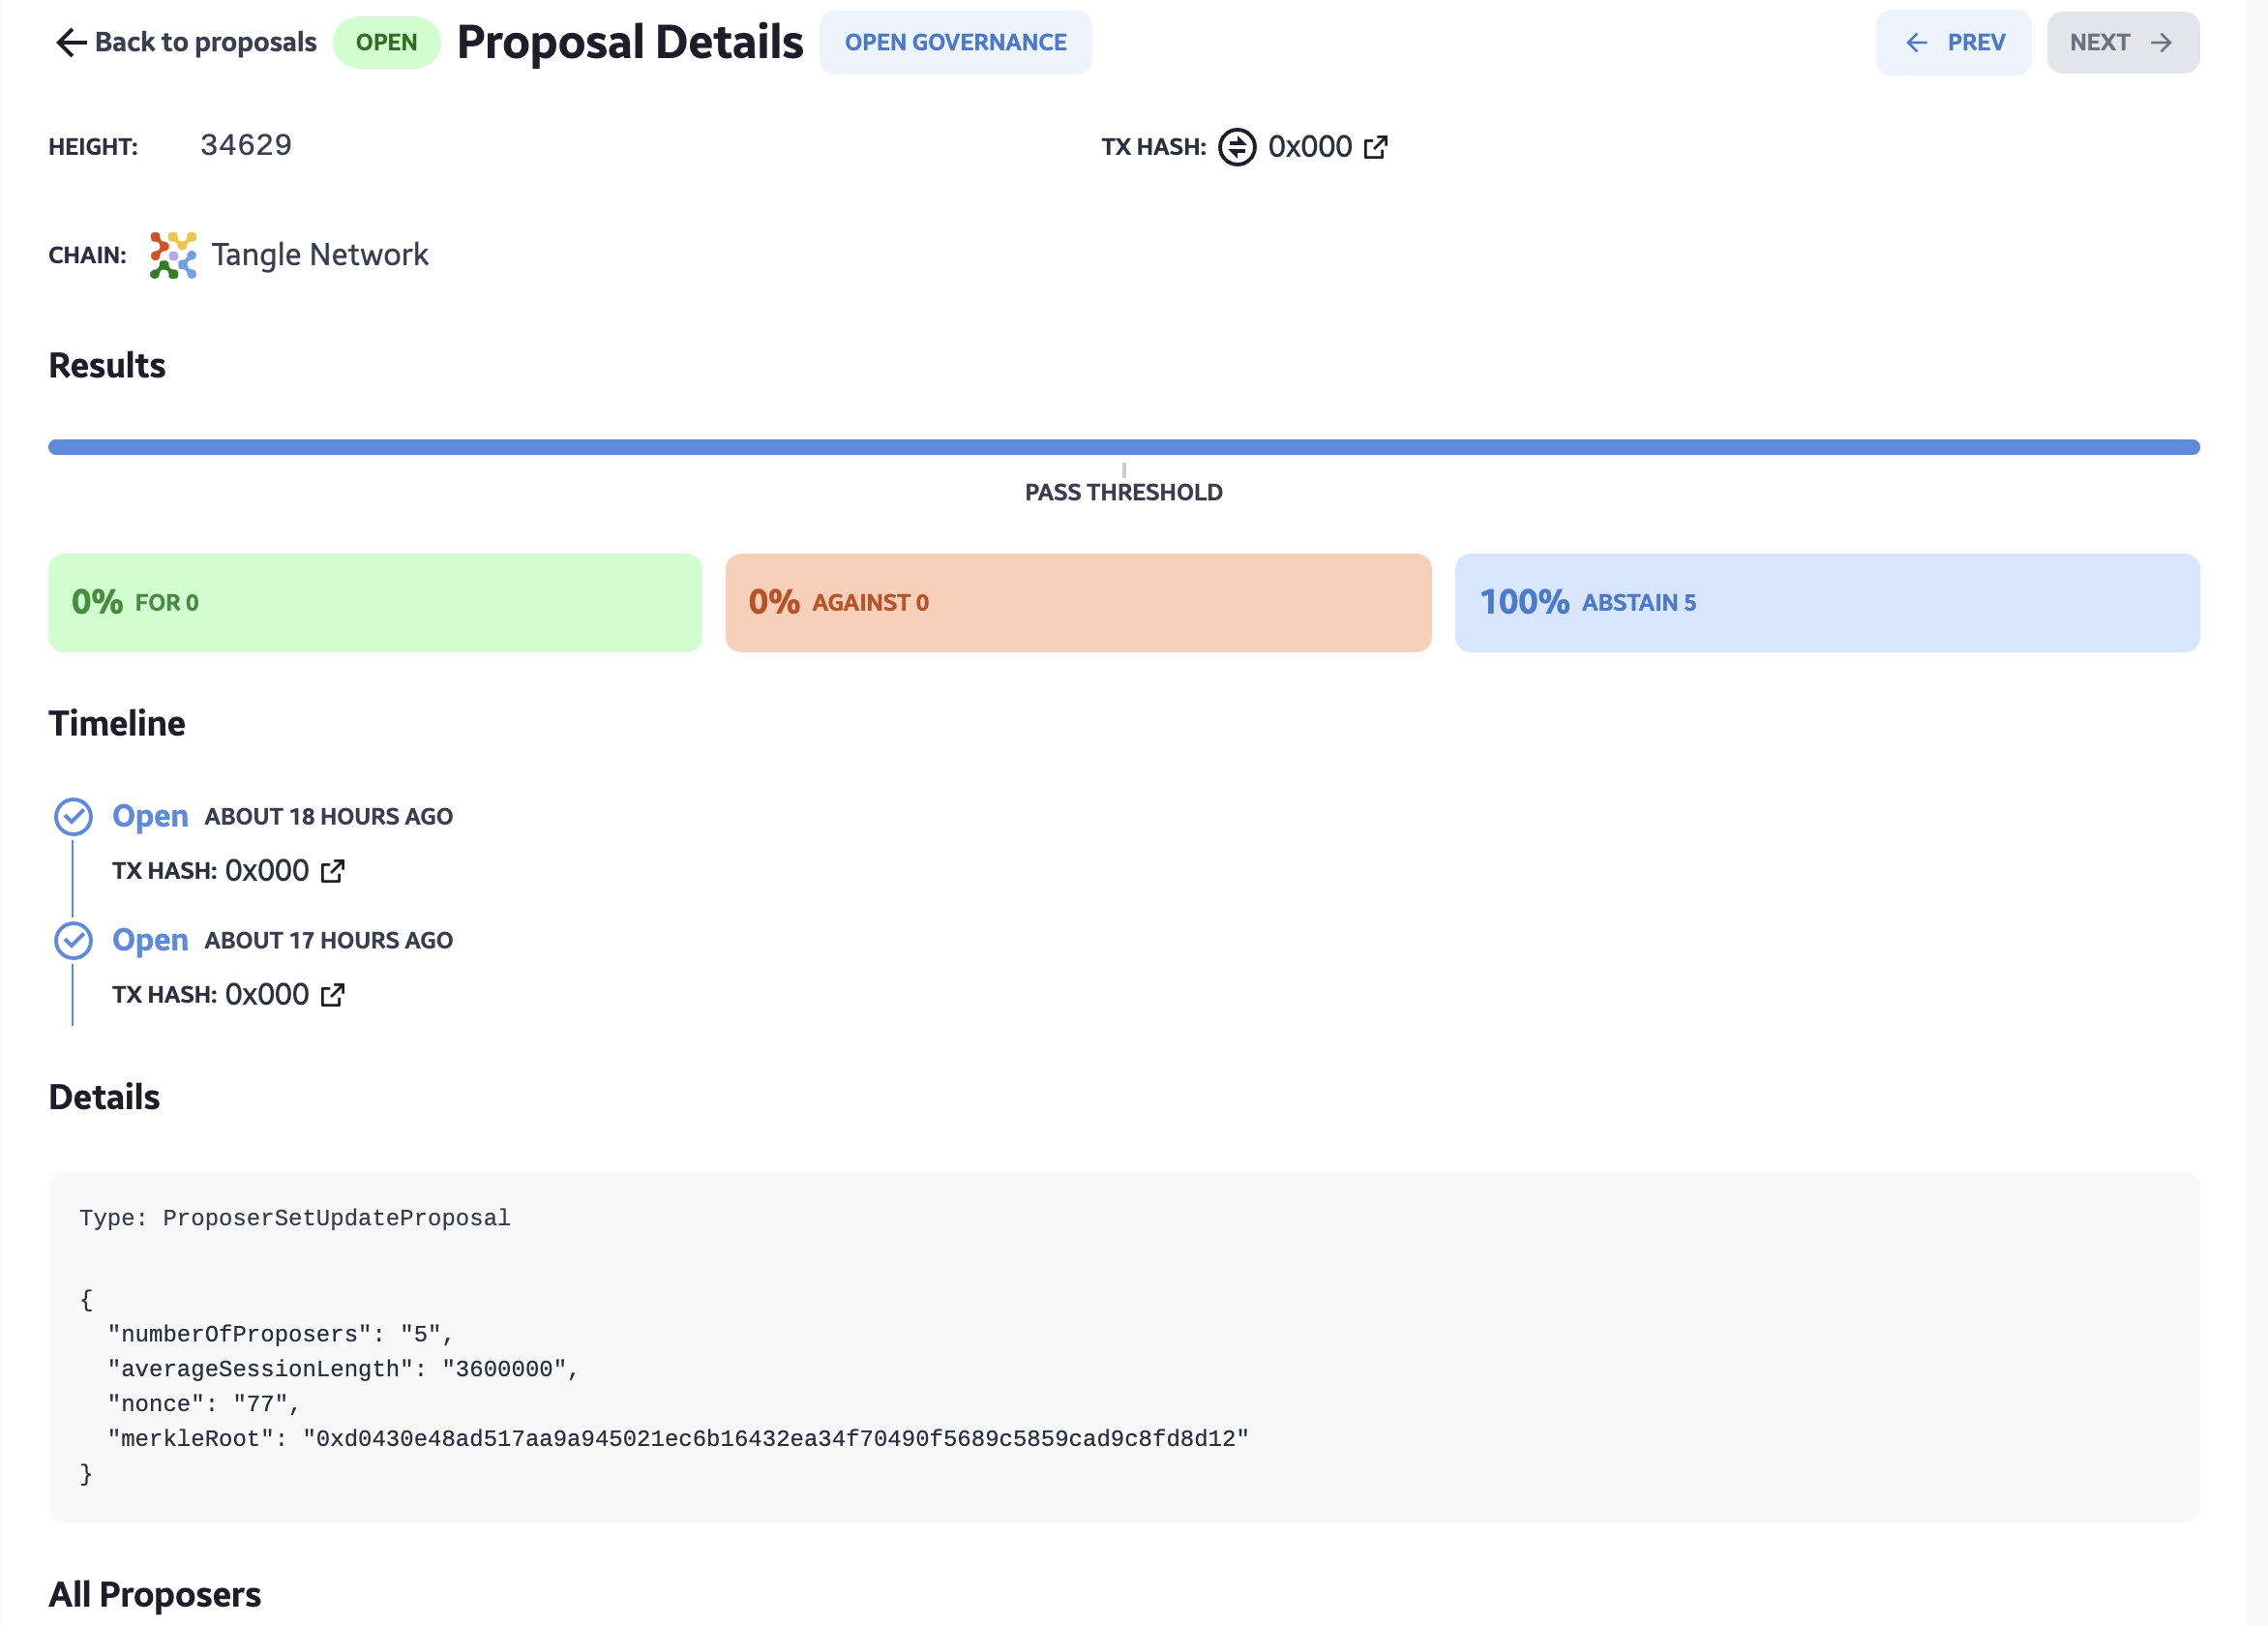 Back to proposals OPEN Proposal Details OPEN GOVERNANCE PREV NEXT
HEIGHT: 34629 TX HASH: 0x000
CHAIN: Tangle Network
Results
PASS THRESHOLD
0% FOR 0 0% AGAINST 0 100% ABSTAIN 5
Timeline
Open ABOUT 18 HOURS AGO
TX HASH: 0x000
Open ABOUT 17 HOURS AGO
TX HASH: 0x000
Details
Type: ProposerSetUpdateProposal
{
"numberOfProposers": "5",
"averageSessionLength": "3600000",
"nonce": "77",
"merkleRoot": "0xd0430e48ad517aa9a945021ec6b16432ea34f70490f5689c5859cad9c8fd8d12"
}
All Proposers